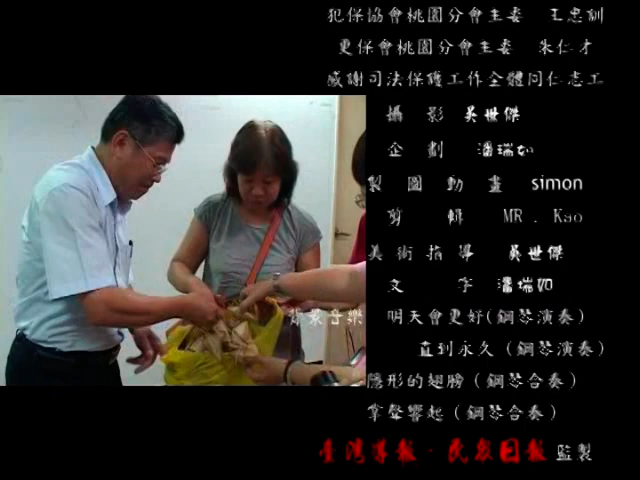 犯保協會桃園分會主委 王忠訓
更保會桃園分會主委 朱仁才
感謝司法保護工作全體同仁志工
攝 影 吳世傑
企 劃 潘瑞如
製 圖 動 畫 simon
剪 輯 MR . Kao
美 術 指 導 吳世傑
文 字 潘瑞如
背景音樂 明天會更好(鋼琴演奏)
直到永久(鋼琴演奏)
隱形的翅膀(鋼琴合奏)
掌聲響起(鋼琴合奏)
臺灣導報.民眾日報 監製